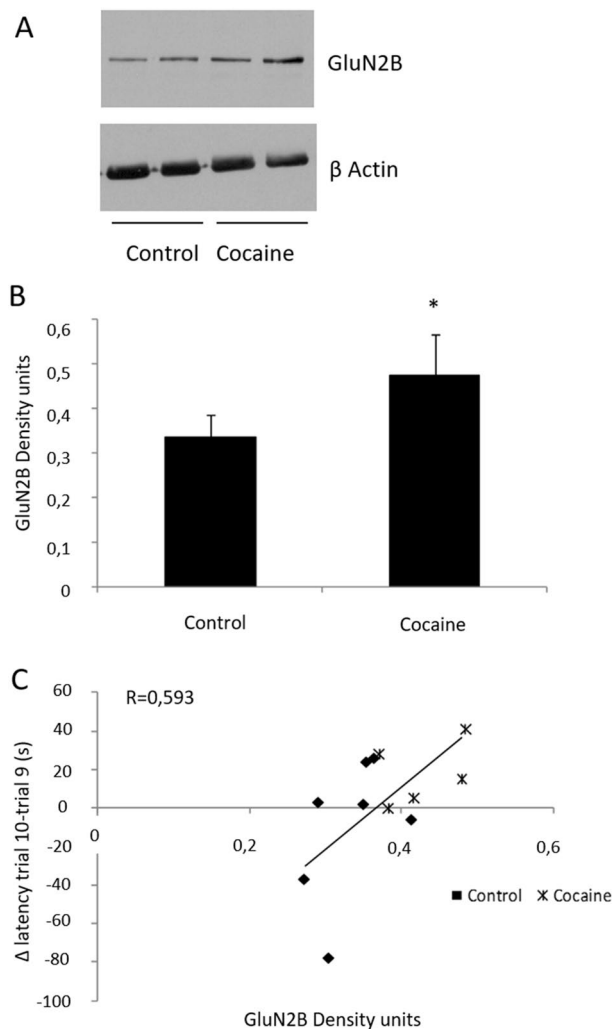 A
GluN2B
β Actin
Control Cocaine
B
*
0,6
0,5
0,4
0,3
0,2
0,1
0
GluN2B Density units
Control Cocaine
C
R=0,593
60
40
20
0
-20
-40
-60
-80
-100
0 0,2 0,4 0,6
Δ latency trial 10-trial 9 (s)
Control Cocaine
GluN2B Density units